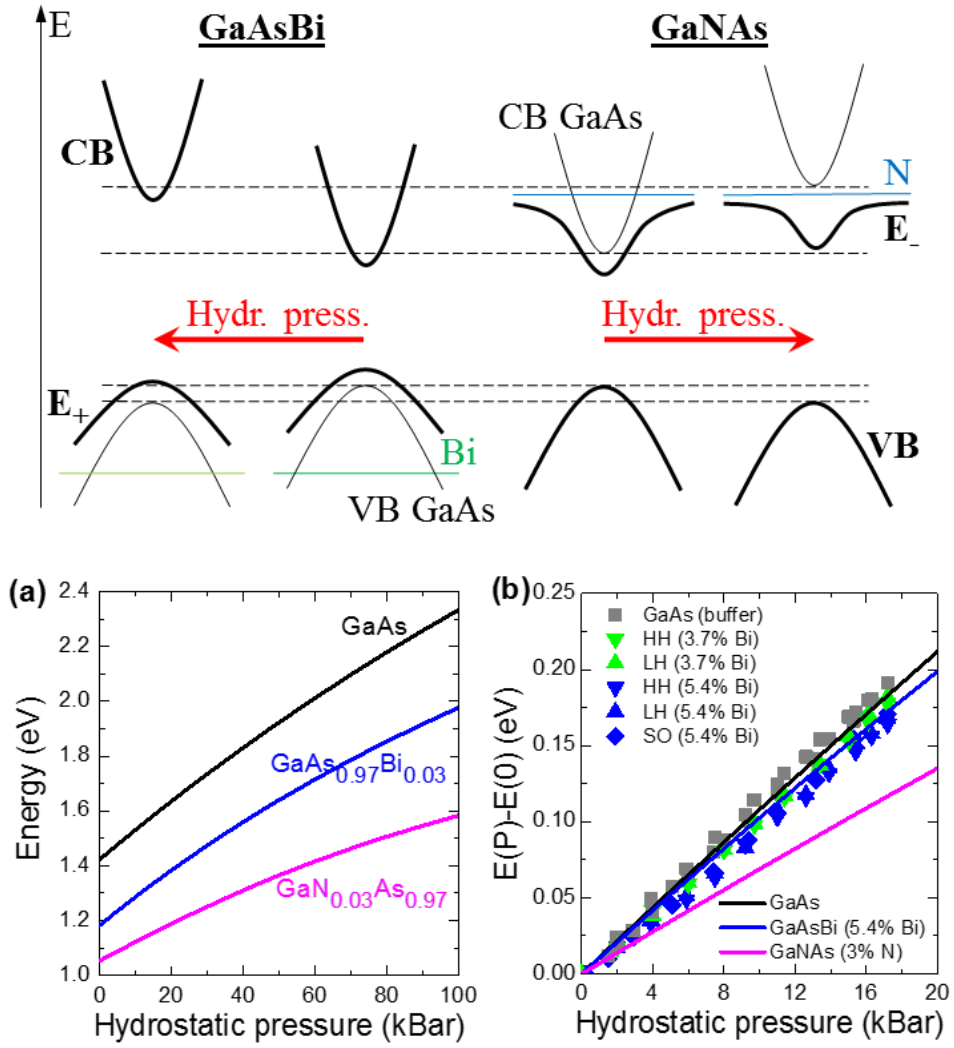 E
GaAsBi
GaNAs
CB
CB GaAs
N
E_
Hydr. press.
Hydr. press.
E+
Bi
VB GaAs
VB
(a)
2.4
2.2
2.0
1.8
1.6
1.4
1.2
1.0
Energy (eV)
GaAs
GaAs0.97Bi0.03
GaN0.03As0.97
0 20 40 60 80 100
Hydrostatic pressure (kBar)
(b)
0.25
0.20
0.15
0.10
0.05
0.00
E(P)-E(0) (eV)
GaAs (buffer)
HH (3.7% Bi)
LH (3.7% Bi)
HH (5.4% Bi)
LH (5.4% Bi)
SO (5.4% Bi)
GaAs
GaAsBi (5.4% Bi)
GaNAs (3% N)
0 4 8 12 16 20
Hydrostatic pressure (kBar)